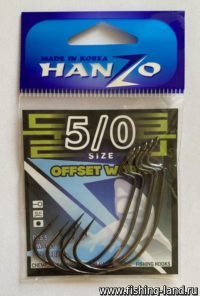 MADE IN KOREA
HANZO
5/0
SIZE
OFFSET W
FISHING HOOKS
www.fishing-land.ru